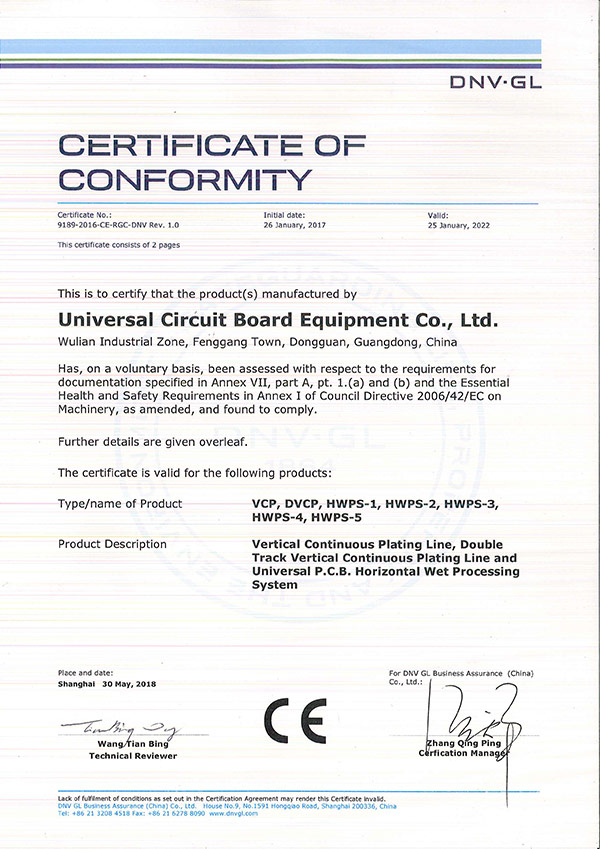 DNV·GL
CERTIFICATE OF
CONFORMITY
Certificate No.: Initial date: Valid:
9189-2016-CE-RGC-DNV Rev. 1.0 26 January, 2017 25 January, 2022
This certificate consists of 2 pages
This is to certify that the product(s) manufactured by
Universal Circuit Board Equipment Co., Ltd.
Wulian Industrial Zone, Fenggang Town, Dongguan, Guangdong, China
Has, on a voluntary basis, been assessed with respect to the requirements for
documentation specified in Annex VII, part A, pt. 1.(a) and (b) and the Essential
Health and Safety Requirements in Annex I of Council Directive 2006/42/EC on
Machinery, as amended, and found to comply.
DNV·GL
Further details are given overleaf.
The certificate is valid for the following products:
Type/name of Product VCP, DVCP, HWPS-1, HWPS-2, HWPS-3,
HWPS-4, HWPS-5
Product Description Vertical Continuous Plating Line, Double
Track Vertical Continuous Plating Line and
Universal P.C.B. Horizontal Wet Processing
System
Place and date: For DNV GL Business Assurance (China)
Shanghai 30 May, 2018 Co., Ltd.:
CE
Wang Tian Bing Zhang Qing Ping
Technical Reviewer Cerfication Manager
Lack of fulfilment of conditions as set out in the Certification Agreement may render this Certificate invalid.
DNV GL Business Assurance (China) Co., Ltd. House No.9, No.1591 Hongqiao Road, Shanghai 200336, China
Tel: +86 21 3208 4518 Fax: +86 21 6278 8090 www.dnvgl.com